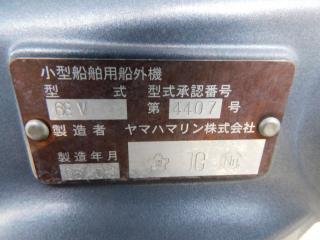 小型船舶用船外機
型式 第 型式承認番号 4407 号
製造者 ヤマハマリン株式会社
製造年月